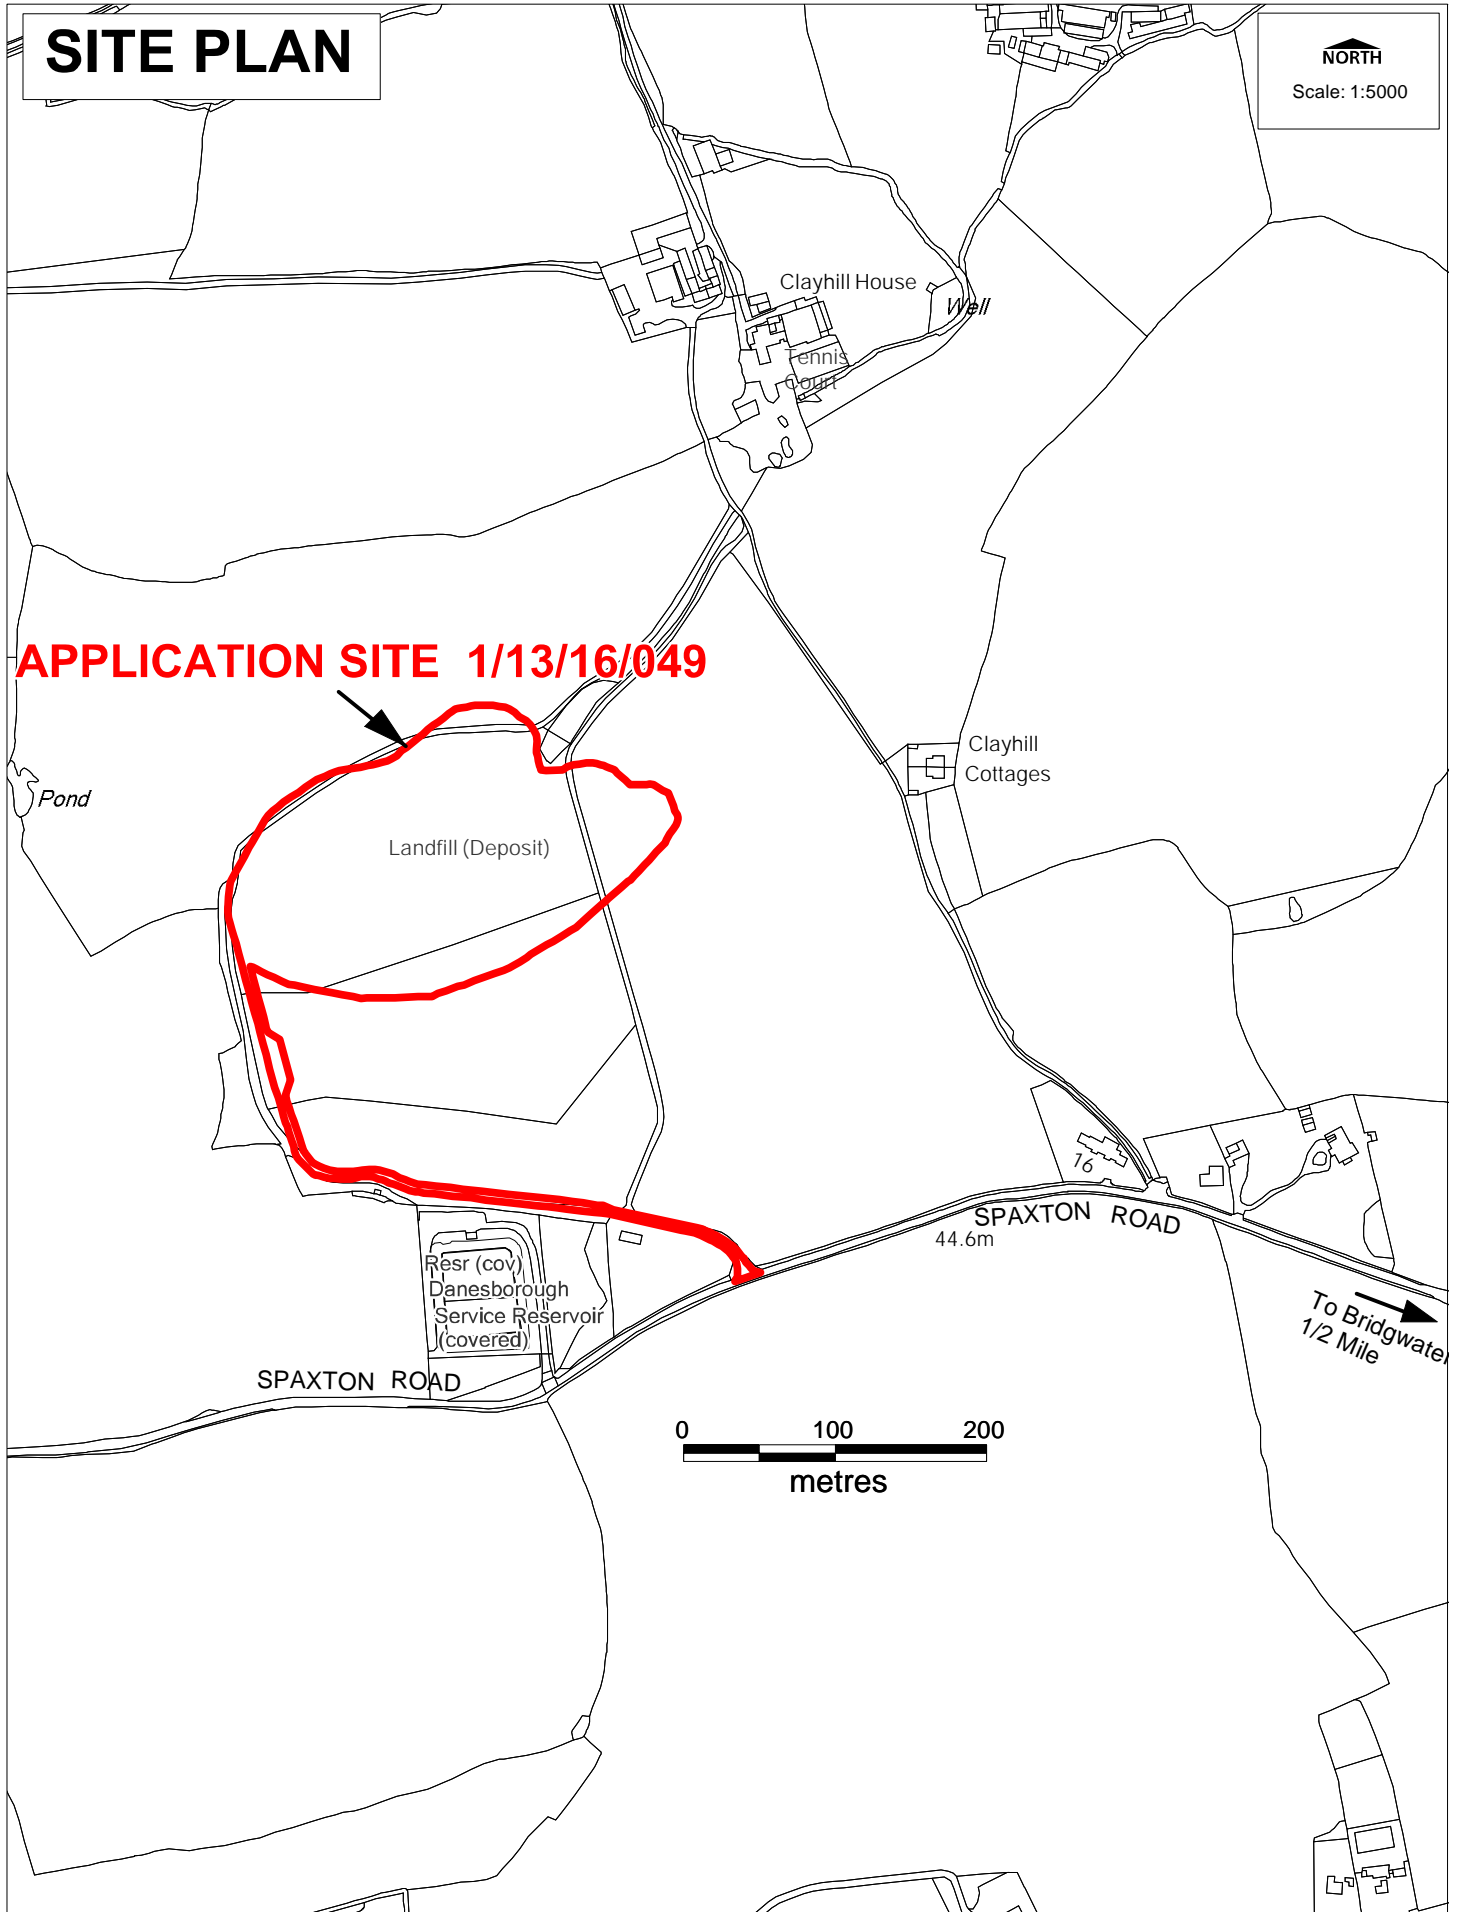 SITE PLAN
NORTH
Scale: 1:5000
Clayhill House
Well
Tennis
Court
APPLICATION SITE 1/13/16/049
Clayhill
Cottages
Pond
Landfill (Deposit)
16
SPAXTON ROAD
44.6m
Resr (cov)
Danesborough
Service Reservoir
(covered)
To Bridgwater
1/2 Mile
SPAXTON ROAD
0 100 200
metres